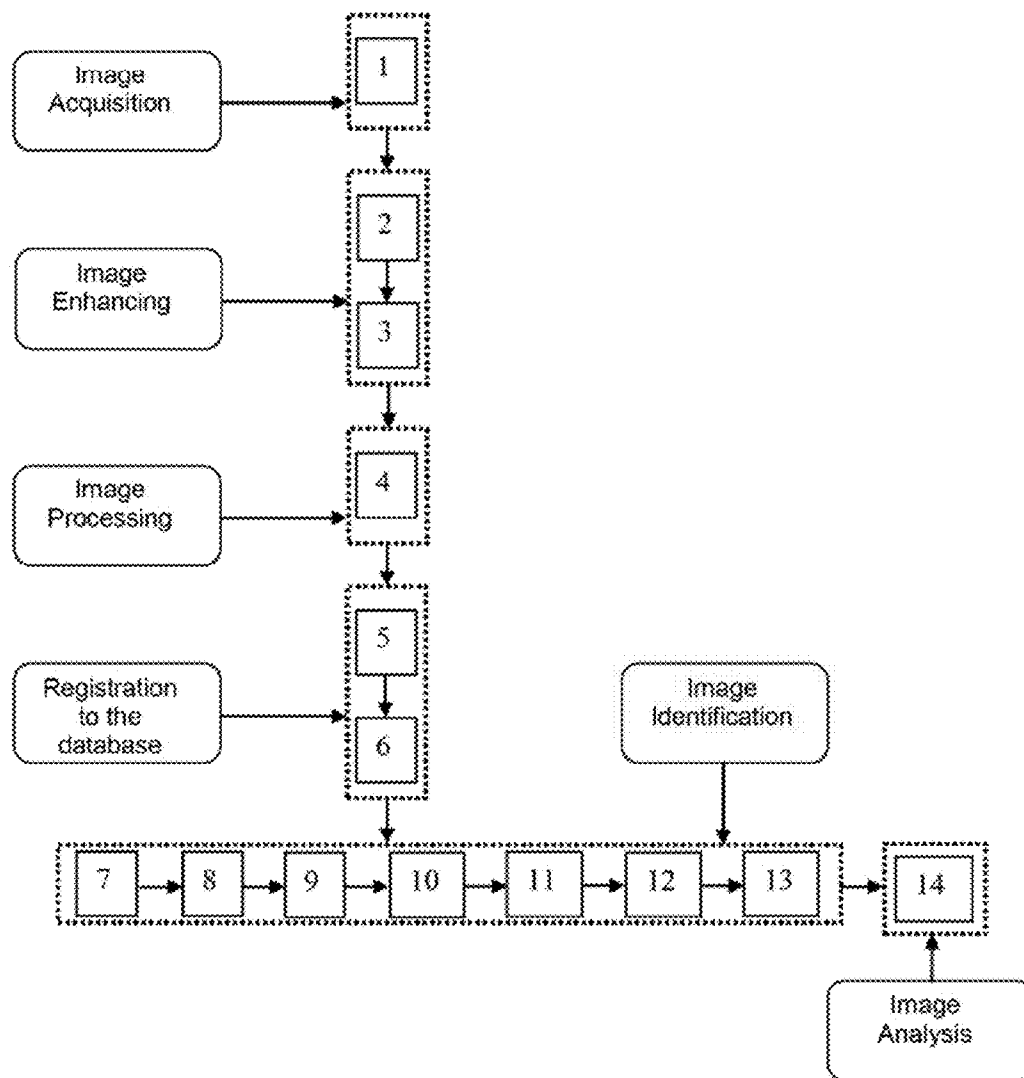 Image
Acquisition
1
Image
Enhancing
2
3
Image
Processing
4
Registration
to the
database
5
6
Image
Identification
7 8 9 10 11 12 13 14
Image
Analysis